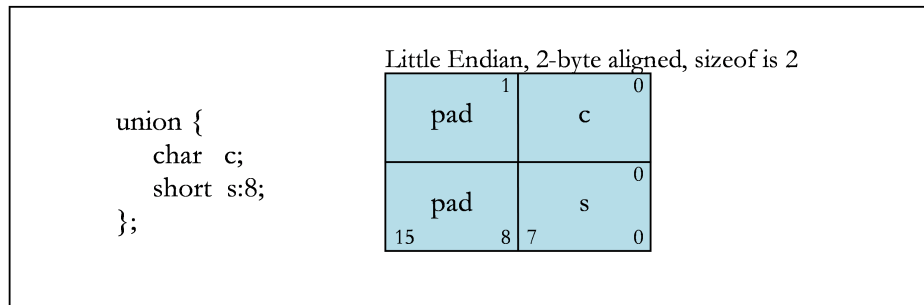 Little Endian, 2-byte aligned, sizeof is 2
1 0
pad c
union {
char c;
short s:8;
};
0
pad s
15 8 7 0